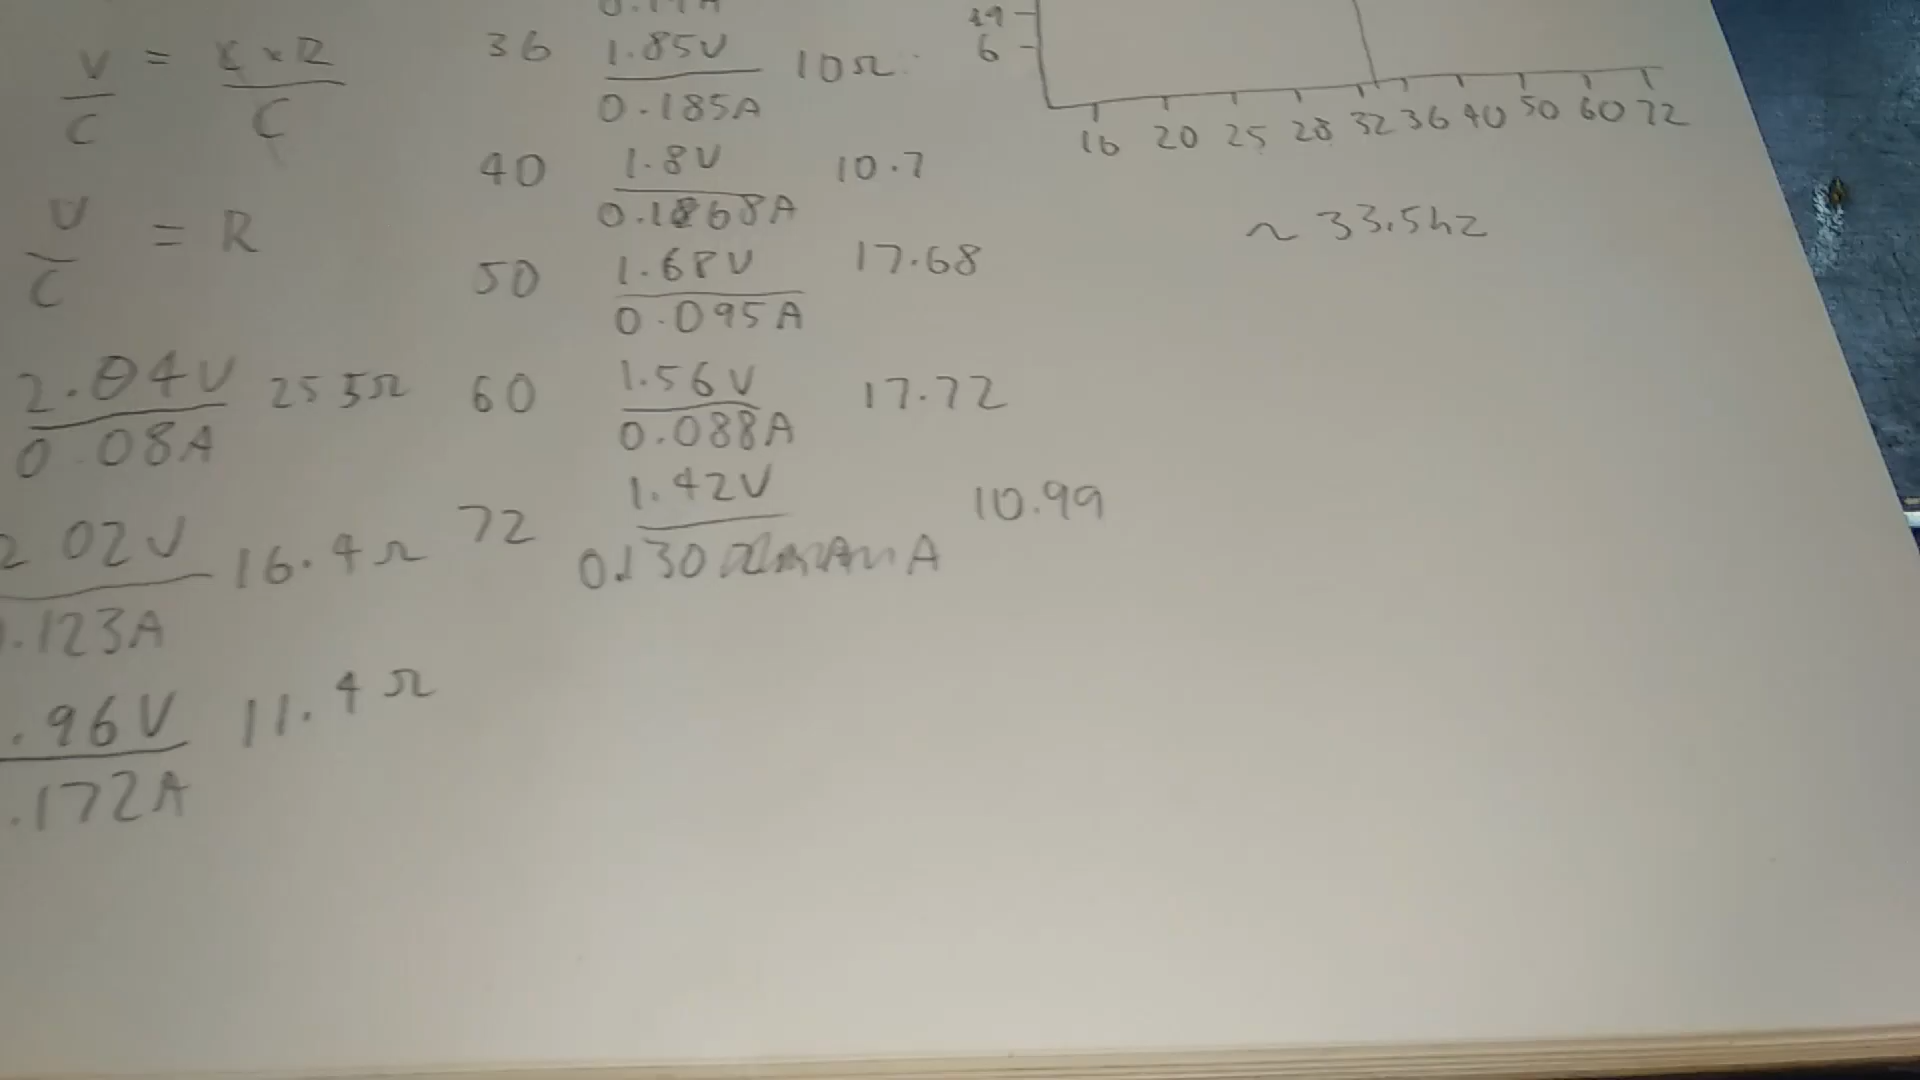 V/C = C x R/C
V/C = R
2.04V/0.08A 25 5Ω
2 02V/.123A 16.4Ω
.96V/.172A 11.4Ω
36 1.85V/0.185A 10Ω
40 1.8V/0.1868A 10.7
50 1.68V/0.095A 17.68
60 1.56V/0.088A 17.72
72 1.42V/0.130 A 10.99
6
16 20 25 28 32 36 40 50 60 72
~ 33.5hz